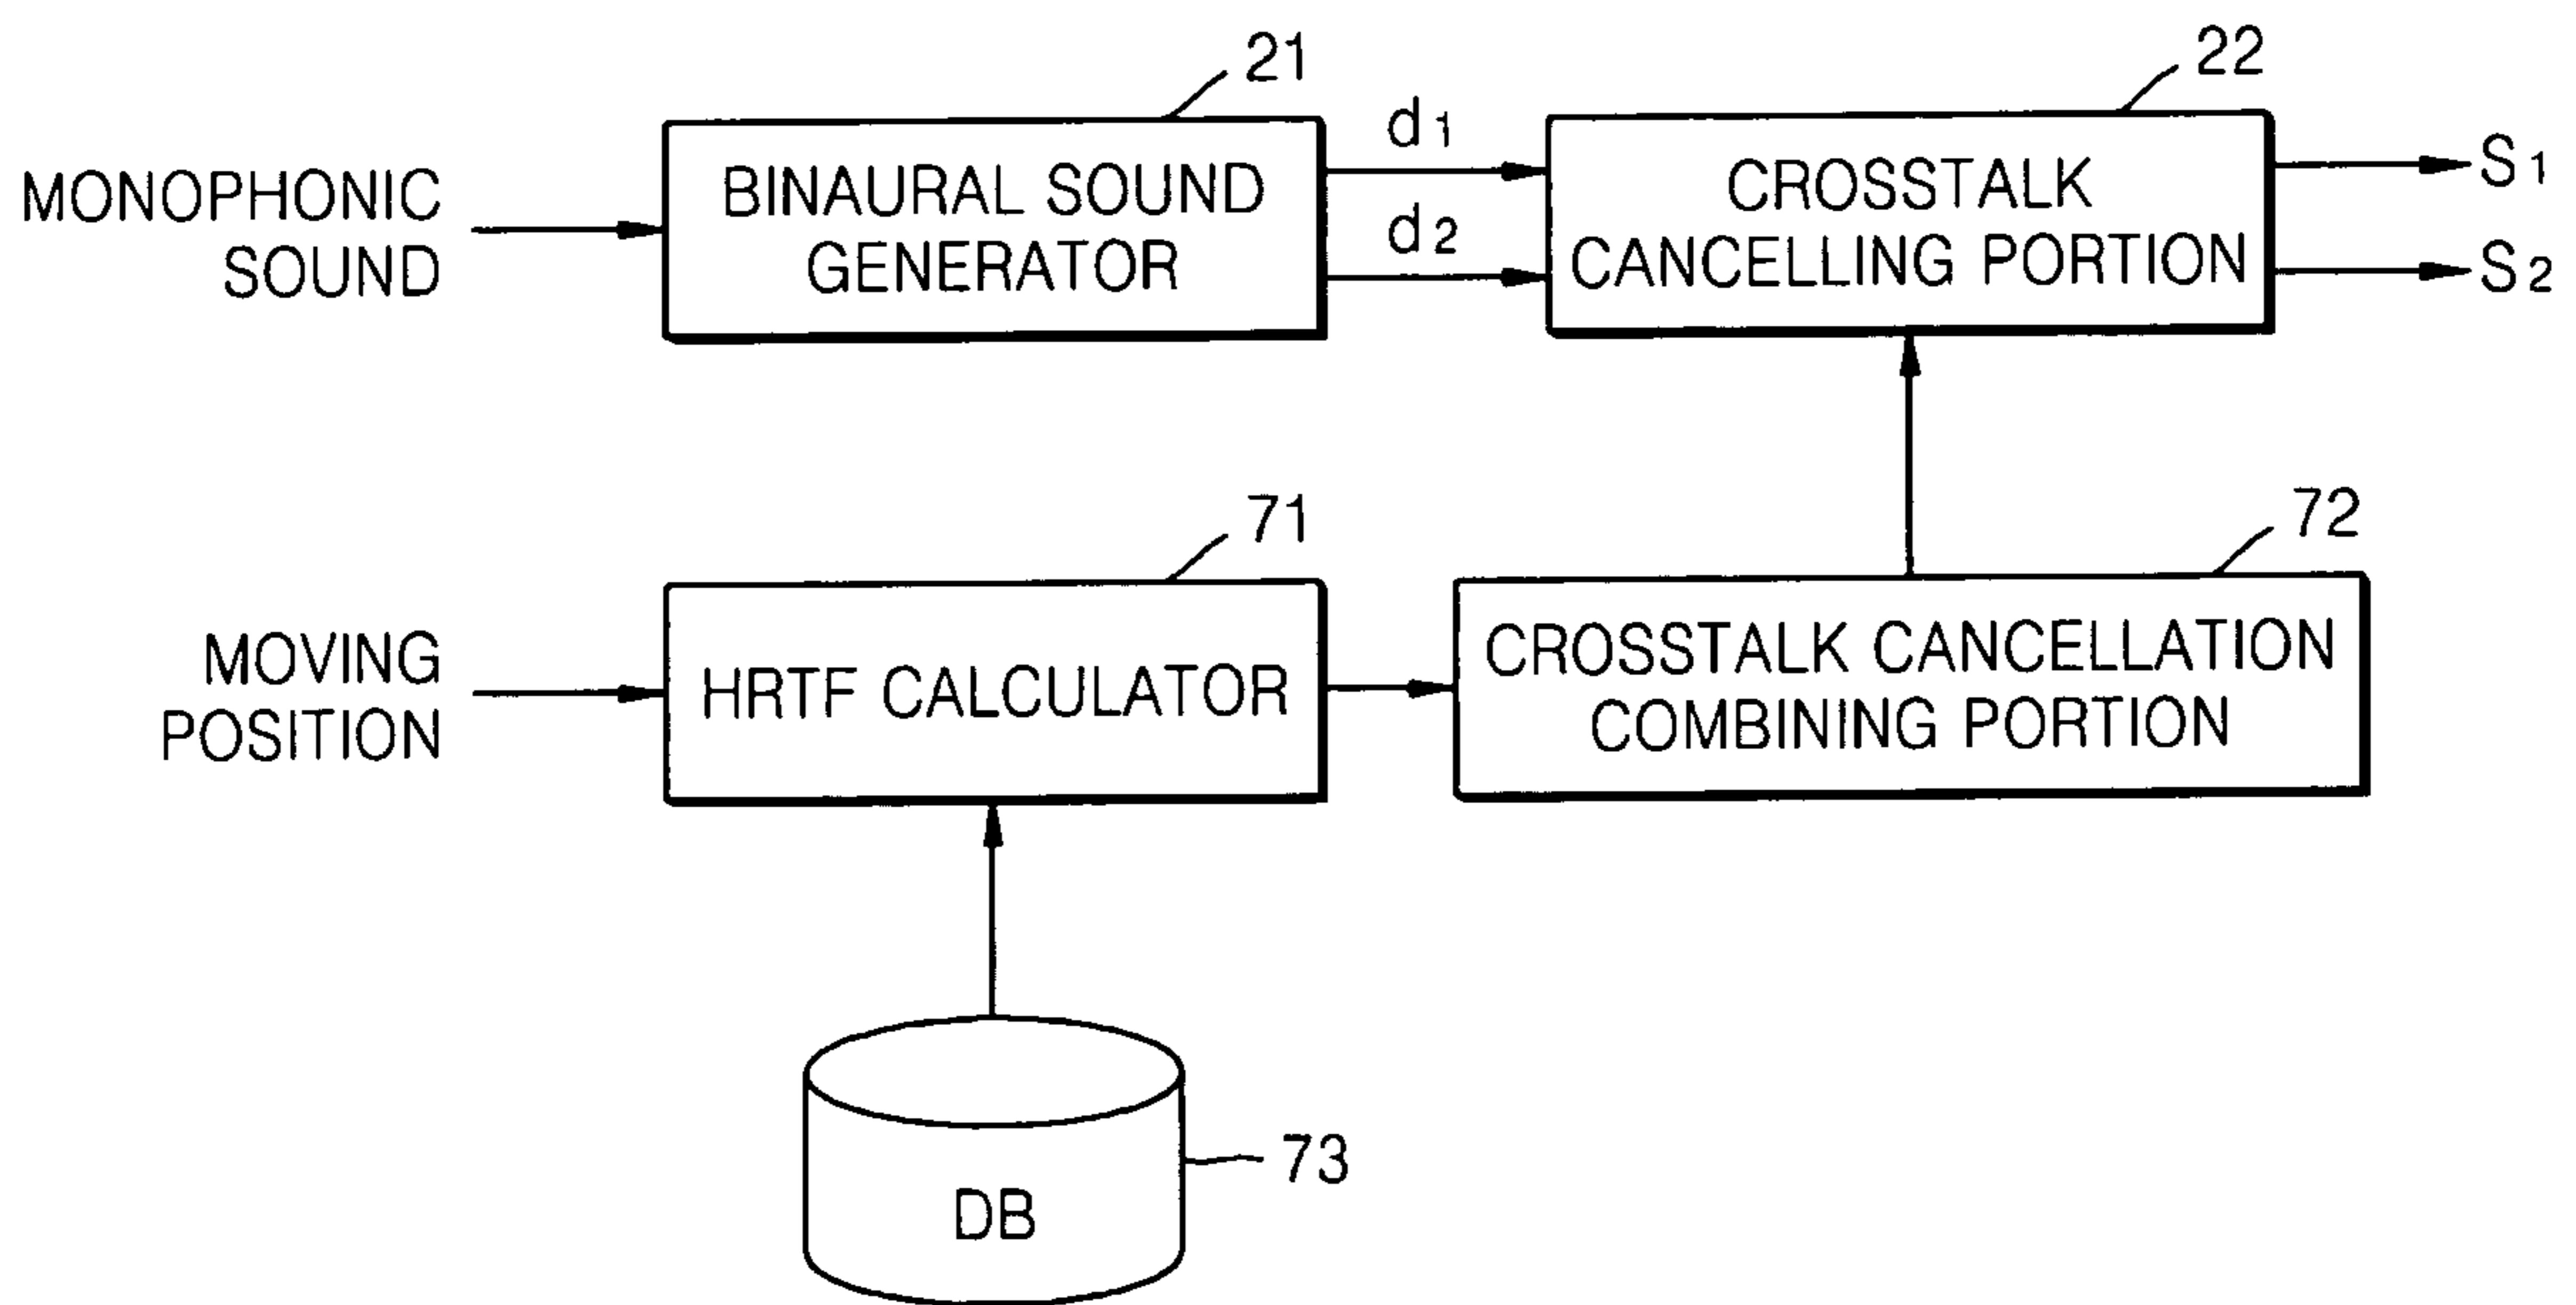 21
22
MONOPHONIC
SOUND
BINAURAL SOUND
GENERATOR
d1
d2
CROSSTALK
CANCELLING PORTION
S1
S2
71
72
MOVING
POSITION
HRTF CALCULATOR
CROSSTALK CANCELLATION
COMBINING PORTION
73
DB